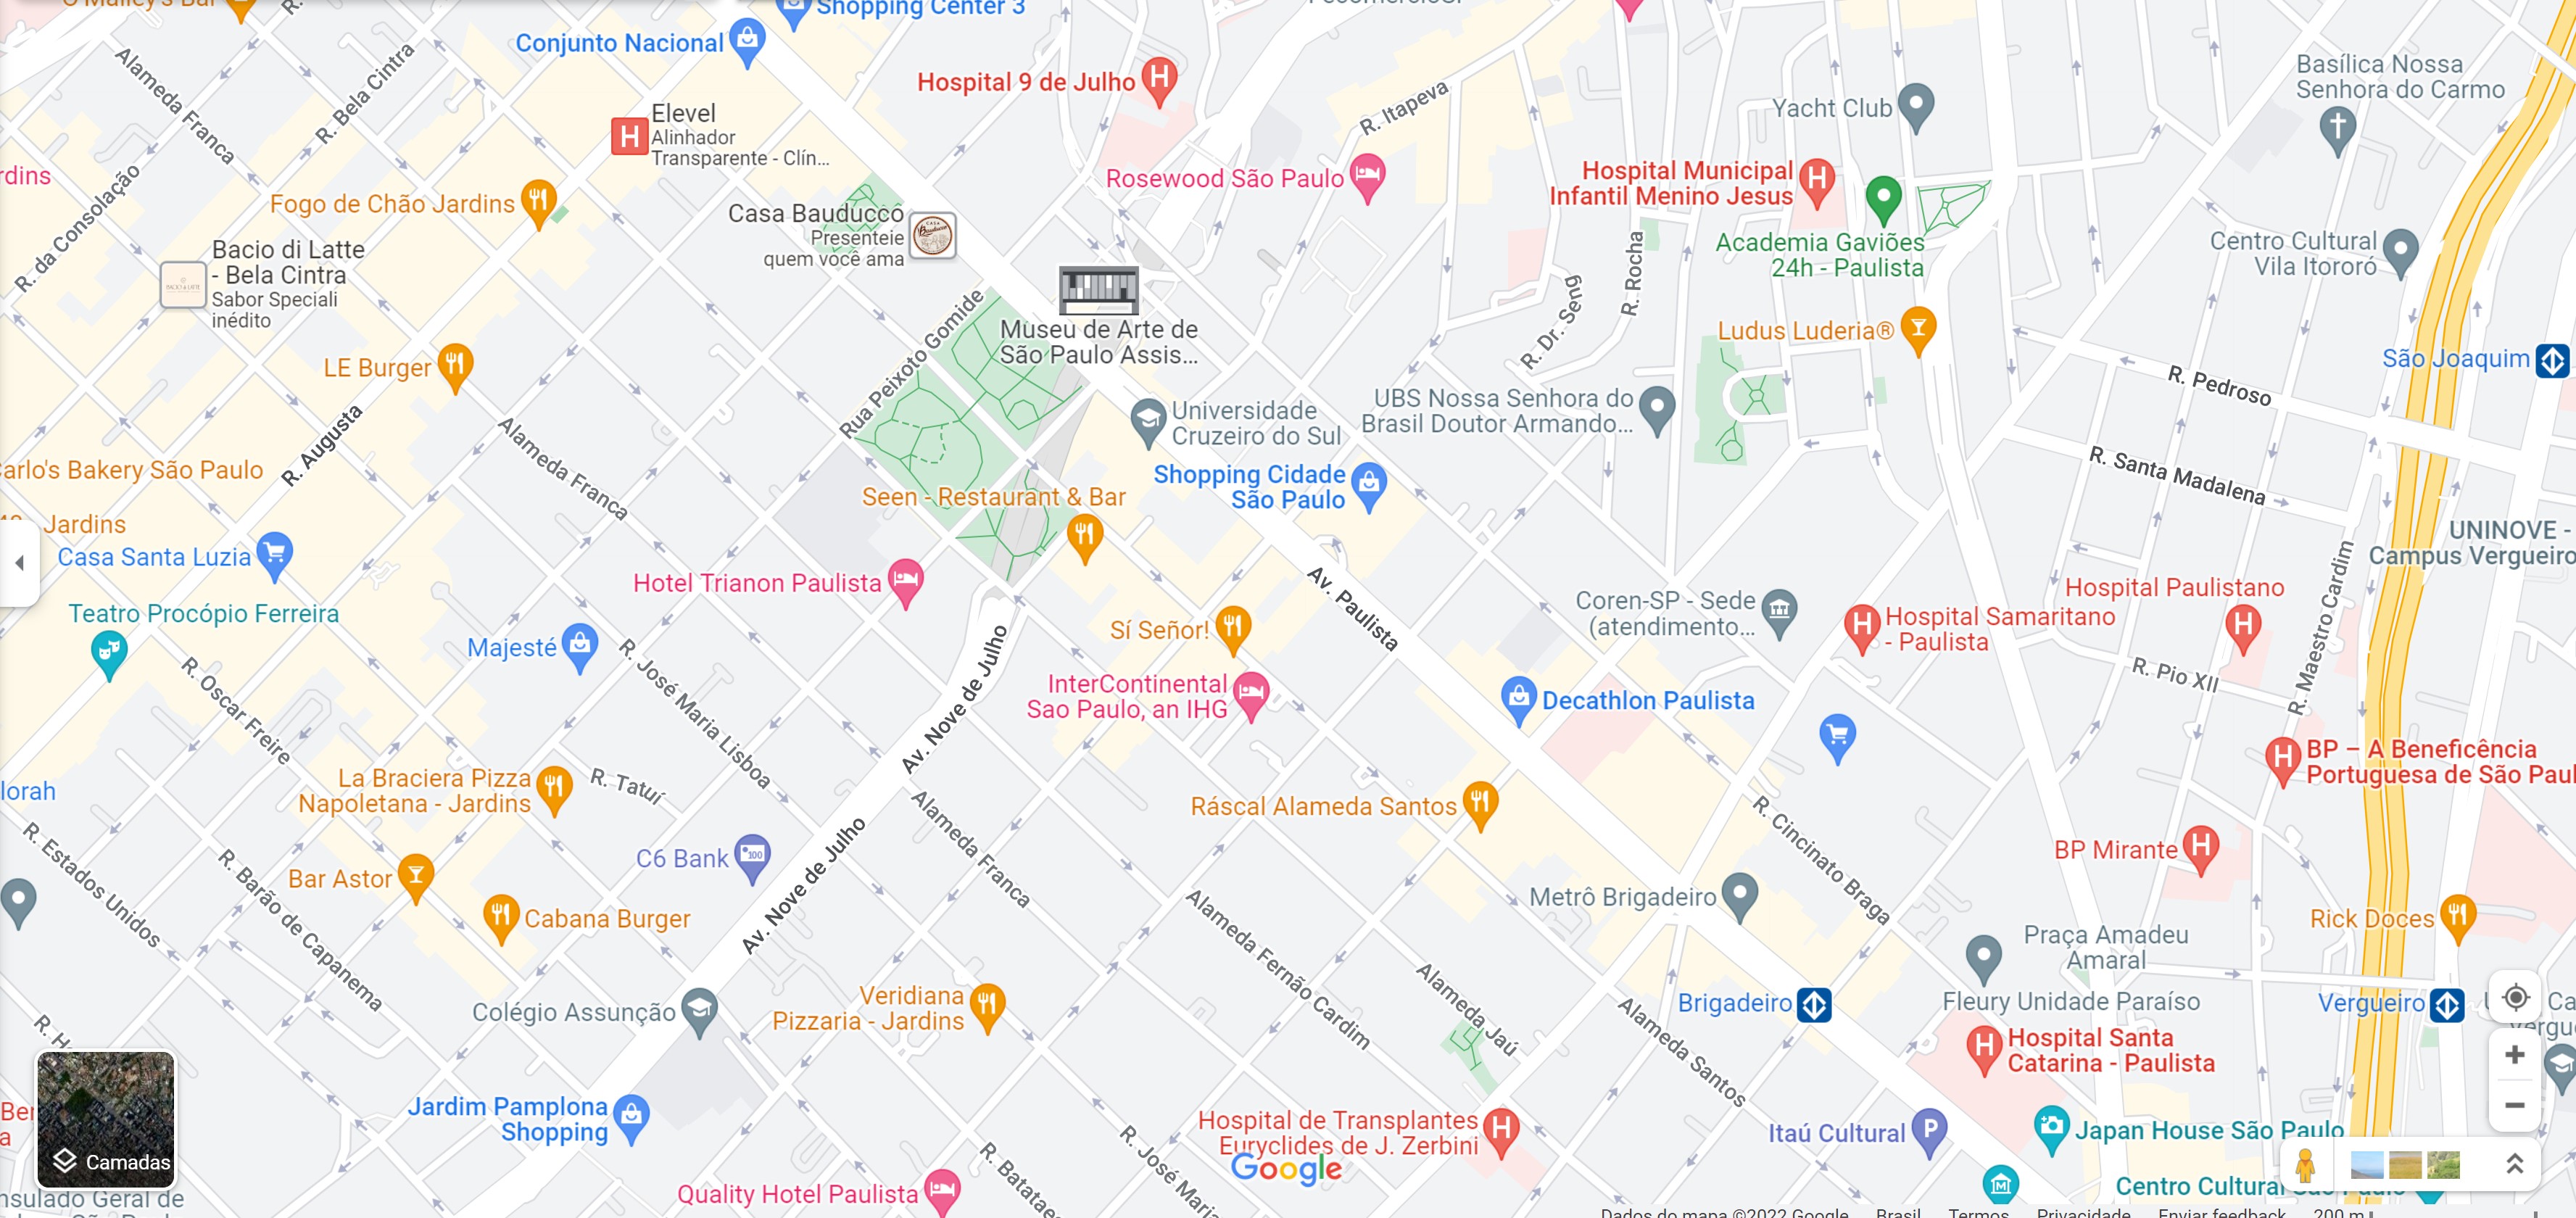 O'Malley's Bar
Shopping Center 3
Conjunto Nacional
Hospital 9 de Julho
Alameda Franca
R. Bela Cintra
R. Itapeva
Basílica Nossa
Senhora do Carmo
Yacht Club
Elevel
Alinhador
Transparente - Clín...
Hospital Municipal
Infantil Menino Jesus
Rosewood São Paulo
rdins
Fogo de Chão Jardins
R. da Consolação
Casa Bauducco
Presenteie
quem você ama
Academia Gaviões
24h - Paulista
Centro Cultural
Vila Itororó
Bacio di Latte
- Bela Cintra
Sabor Speciali
inédito
R. Rocha
R. Dr. Seng
Museu de Arte de
São Paulo Assis...
Rua Peixoto Gomide
Ludus Luderia®
São Joaquim
LE Burger
R. Pedroso
Universidade
Cruzeiro do Sul
UBS Nossa Senhora do
Brasil Doutor Armando...
R. Augusta
Alameda Franca
Carlo's Bakery São Paulo
Shopping Cidade
São Paulo
R. Santa Madalena
Seen - Restaurant & Bar
Jardins
Casa Santa Luzia
UNINOVE -
Campus Vergueiro
Hotel Trianon Paulista
Av. Paulista
Teatro Procópio Ferreira
Coren-SP - Sede
(atendimento...
Hospital Samaritano
- Paulista
Hospital Paulistano
R. Maestro Cardim
Sí Señor!
Majesté
R. José Maria Lisboa
Av. Nove de Julho
R. Oscar Freire
InterContinental
Sao Paulo, an IHG
Decathlon Paulista
R. Pio XII
BP – A Beneficência
Portuguesa de São Paul
lorah
La Braciera Pizza
Napoletana - Jardins
R. Tatuí
Ráscal Alameda Santos
R. Cincinato Braga
R. Estados Unidos
C6 Bank
Av. Nove de Julho
Alameda Franca
BP Mirante
Bar Astor
R. Barão de Capanema
Cabana Burger
Metrô Brigadeiro
Rick Doces
Alameda Fernão Cardim
Praça Amadeu
Amaral
Colégio Assunção
Veridiana
Pizzaria - Jardins
Alameda Jaú
Brigadeiro
Fleury Unidade Paraíso
Vergueiro
Alameda Santos
Hospital Santa
Catarina - Paulista
Jardim Pamplona
Shopping
Hospital de Transplantes
Euryclides de J. Zerbini
Itaú Cultural
Japan House São Paulo
Camadas
R. José Maria
R. Batatae
Google
Quality Hotel Paulista
Centro Cultural São Paulo
nsulado Geral de
Dados do mapa ©2022 Google Brasil Termos Privacidade Enviar feedback 200 m